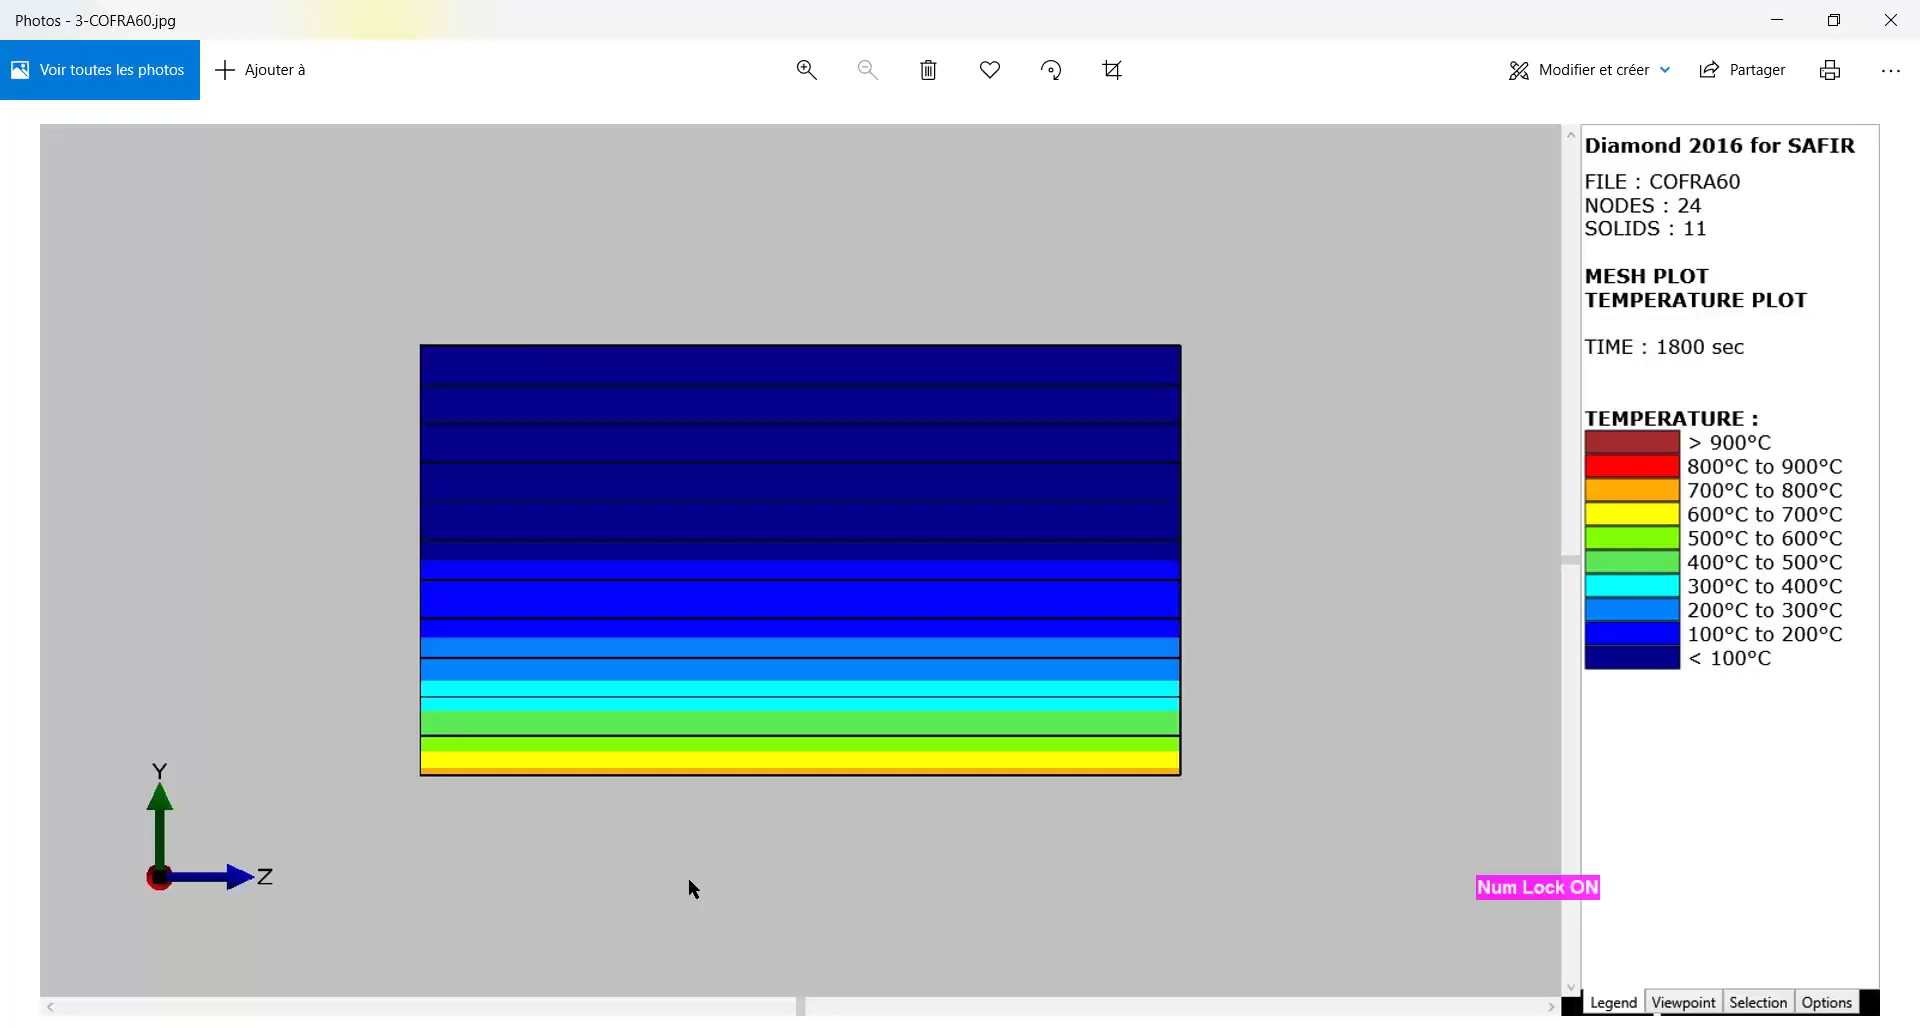 Photos - 3-COFRA60.jpg
Voir toutes les photos
Ajouter à
Modifier et créer
Partager
Diamond 2016 for SAFIR
FILE : COFRA60
NODES : 24
SOLIDS : 11
MESH PLOT
TEMPERATURE PLOT
TIME : 1800 sec
TEMPERATURE :
> 900°C
800°C to 900°C
700°C to 800°C
600°C to 700°C
500°C to 600°C
400°C to 500°C
300°C to 400°C
200°C to 300°C
100°C to 200°C
< 100°C
Y
Z
Num Lock ON
Legend Viewpoint Selection Options